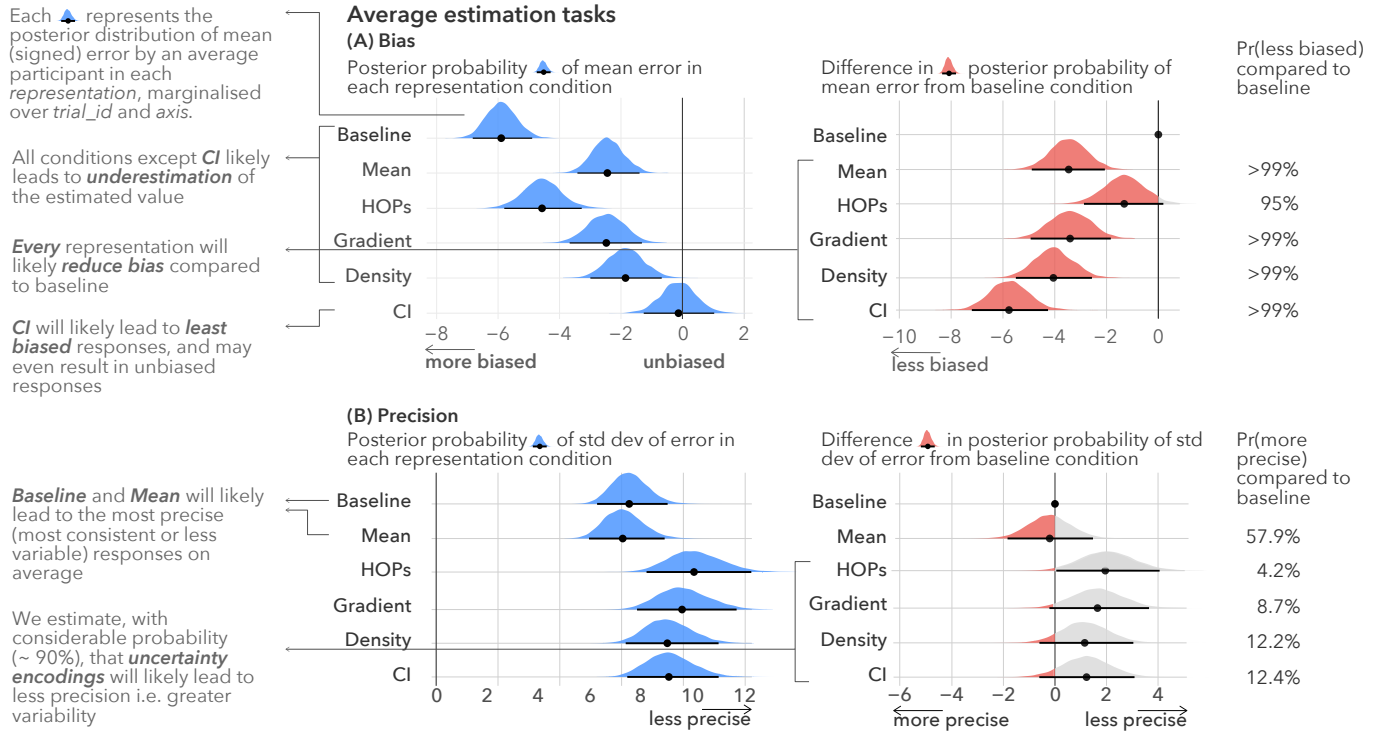 Average estimation tasks
(A) Bias
Each represents the
posterior distribution of mean
(signed) error by an average
participant in each
representation, marginalised
over trial_id and axis.
All conditions except CI likely
leads to underestimation of
the estimated value
Every representation will
likely reduce bias compared
to baseline
CI will likely lead to least
biased responses, and may
even result in unbiased
responses
Posterior probability of mean error in
each representation condition
Baseline
Mean
HOPs
Gradient
Density
CI
−8 −6 −4 −2 0 2
more biased unbiased
Difference in posterior probability of
mean error from baseline condition
Baseline
Mean
HOPs
Gradient
Density
CI
−10 −8 −6 −4 −2 0
less biased
Pr(less biased)
compared to
baseline
>99%
95%
>99%
>99%
>99%
(B) Precision
Baseline and Mean will likely
lead to the most precise
(most consistent or less
variable) responses on
average
We estimate, with
considerable probability
(~ 90%), that uncertainty
encodings will likely lead to
less precision i.e. greater
variability
Posterior probability of std dev of error in
each representation condition
Baseline
Mean
HOPs
Gradient
Density
CI
0 2 4 6 8 10 12
less precise
Difference in posterior probability of std
dev of error from baseline condition
Baseline
Mean
HOPs
Gradient
Density
CI
−6 −4 −2 0 2 4
more precise less precise
Pr(more
precise)
compared to
baseline
57.9%
4.2%
8.7%
12.2%
12.4%